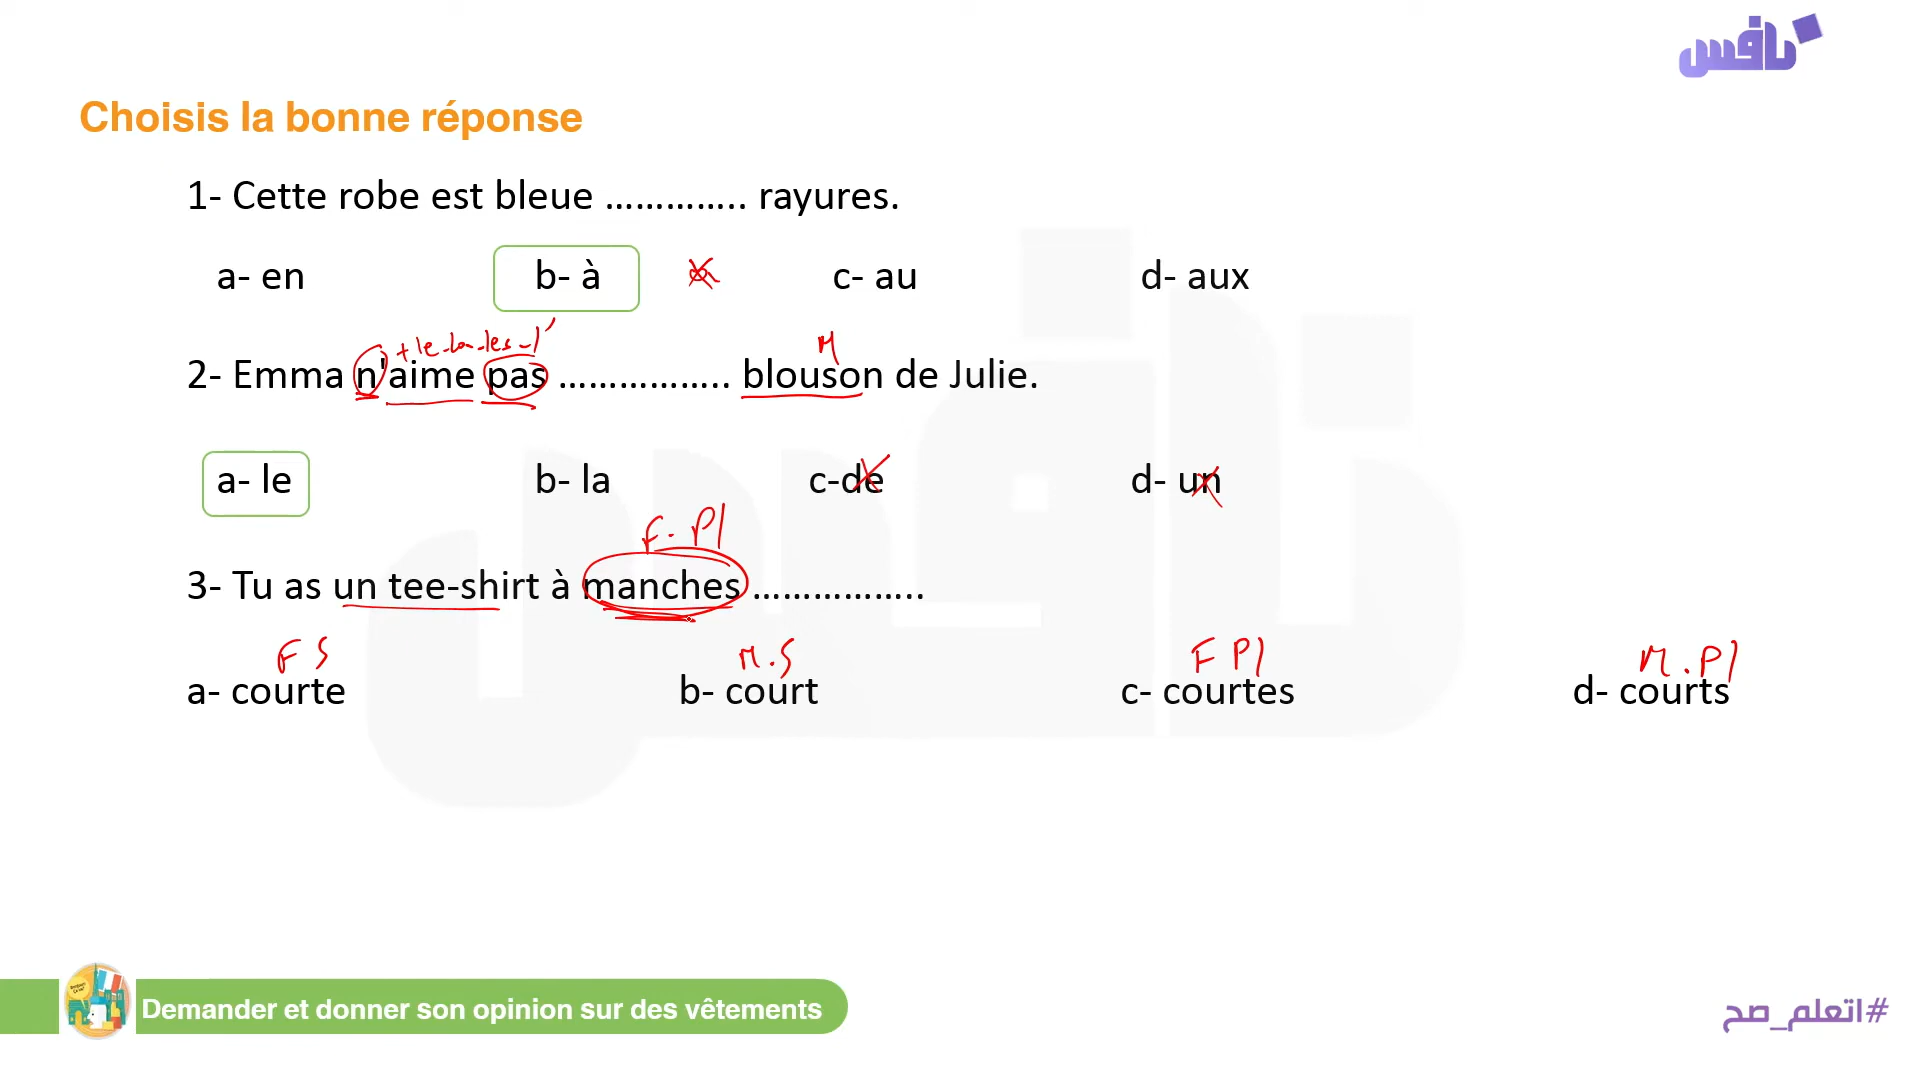 نافس
Choisis la bonne réponse
1- Cette robe est bleue ………….. rayures.
a- en b- à c- au d- aux
+ le-la-les-l' M
2- Emma n'aime pas …………….. blouson de Julie.
a- le b- la c-de d- un
F. Pl
3- Tu as un tee-shirt à manches ……………..
F S M.S F Pl M.Pl
a- courte b- court c- courtes d- courts
Demander et donner son opinion sur des vêtements
#اتعلم_صح